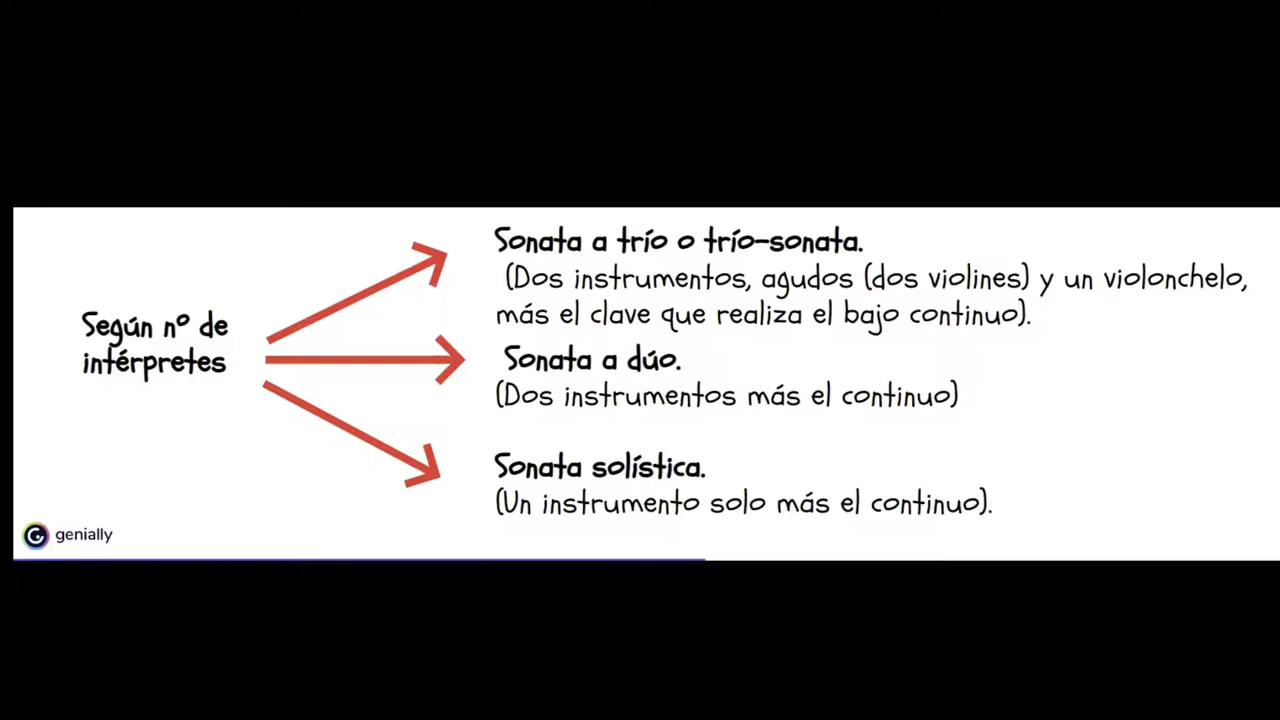 Según nº de
intérpretes
Sonata a trío o trío-sonata.
(Dos instrumentos, agudos (dos violines) y un violonchelo,
más el clave que realiza el bajo continuo).
Sonata a dúo.
(Dos instrumentos más el continuo)
Sonata solística.
(Un instrumento solo más el continuo).
genially